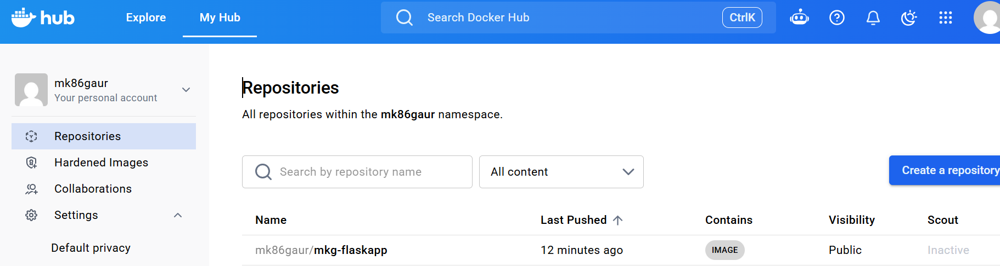 hub Explore My Hub Search Docker Hub CtrlK
mk86gaur
Your personal account
Repositories
Hardened Images
Collaborations
Settings
Default privacy
Repositories
All repositories within the mk86gaur namespace.
Search by repository name All content Create a repository
Name Last Pushed Contains Visibility Scout
mk86gaur/mkg-flaskapp 12 minutes ago IMAGE Public Inactive